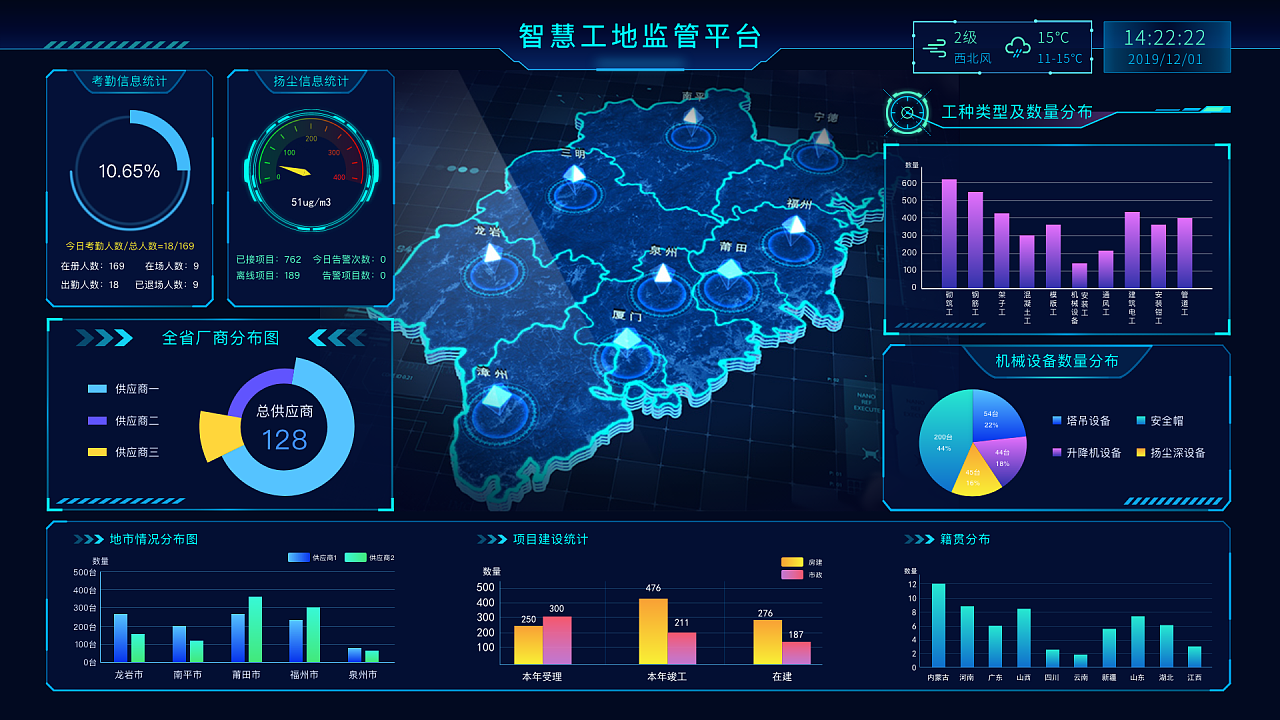 智慧工地监管平台
2级
西北风
15℃
11-15℃
14:22:22
2019/12/01
考勤信息统计
10.65%
今日考勤人数/总人数=18/169
在册人数：169 在场人数：9
出勤人数：18 已退场人数：9
扬尘信息统计
0
100
200
300
400
51ug/m3
已接项目：762 今日告警次数：0
离线项目：189 告警项目数：0
全省厂商分布图
供应商一
供应商二
供应商三
总供应商
128
南平
宁德
三明
福州
龙岩
泉州
莆田
厦门
漳州
NANO
REF
EXECUTE
工种类型及数量分布
数量
600
500
400
300
200
100
0
砌筑工
钢筋工
架子工
混凝土工
模板工
机械设备安装工
通风工
建筑电工
安装钳工
管道工
机械设备数量分布
54台
22%
44台
18%
45台
16%
200台
44%
塔吊设备
安全帽
升降机设备
扬尘深设备
地市情况分布图
数量
供应商1
供应商2
500台
400台
300台
200台
100台
0台
龙岩市
南平市
莆田市
福州市
泉州市
项目建设统计
数量
房建
市政
500
400
300
200
100
250
300
476
211
276
187
本年受理
本年竣工
在建
籍贯分布
数量
12
10
8
6
4
2
0
内蒙古
河南
广东
山西
四川
云南
新疆
山东
湖北
江西